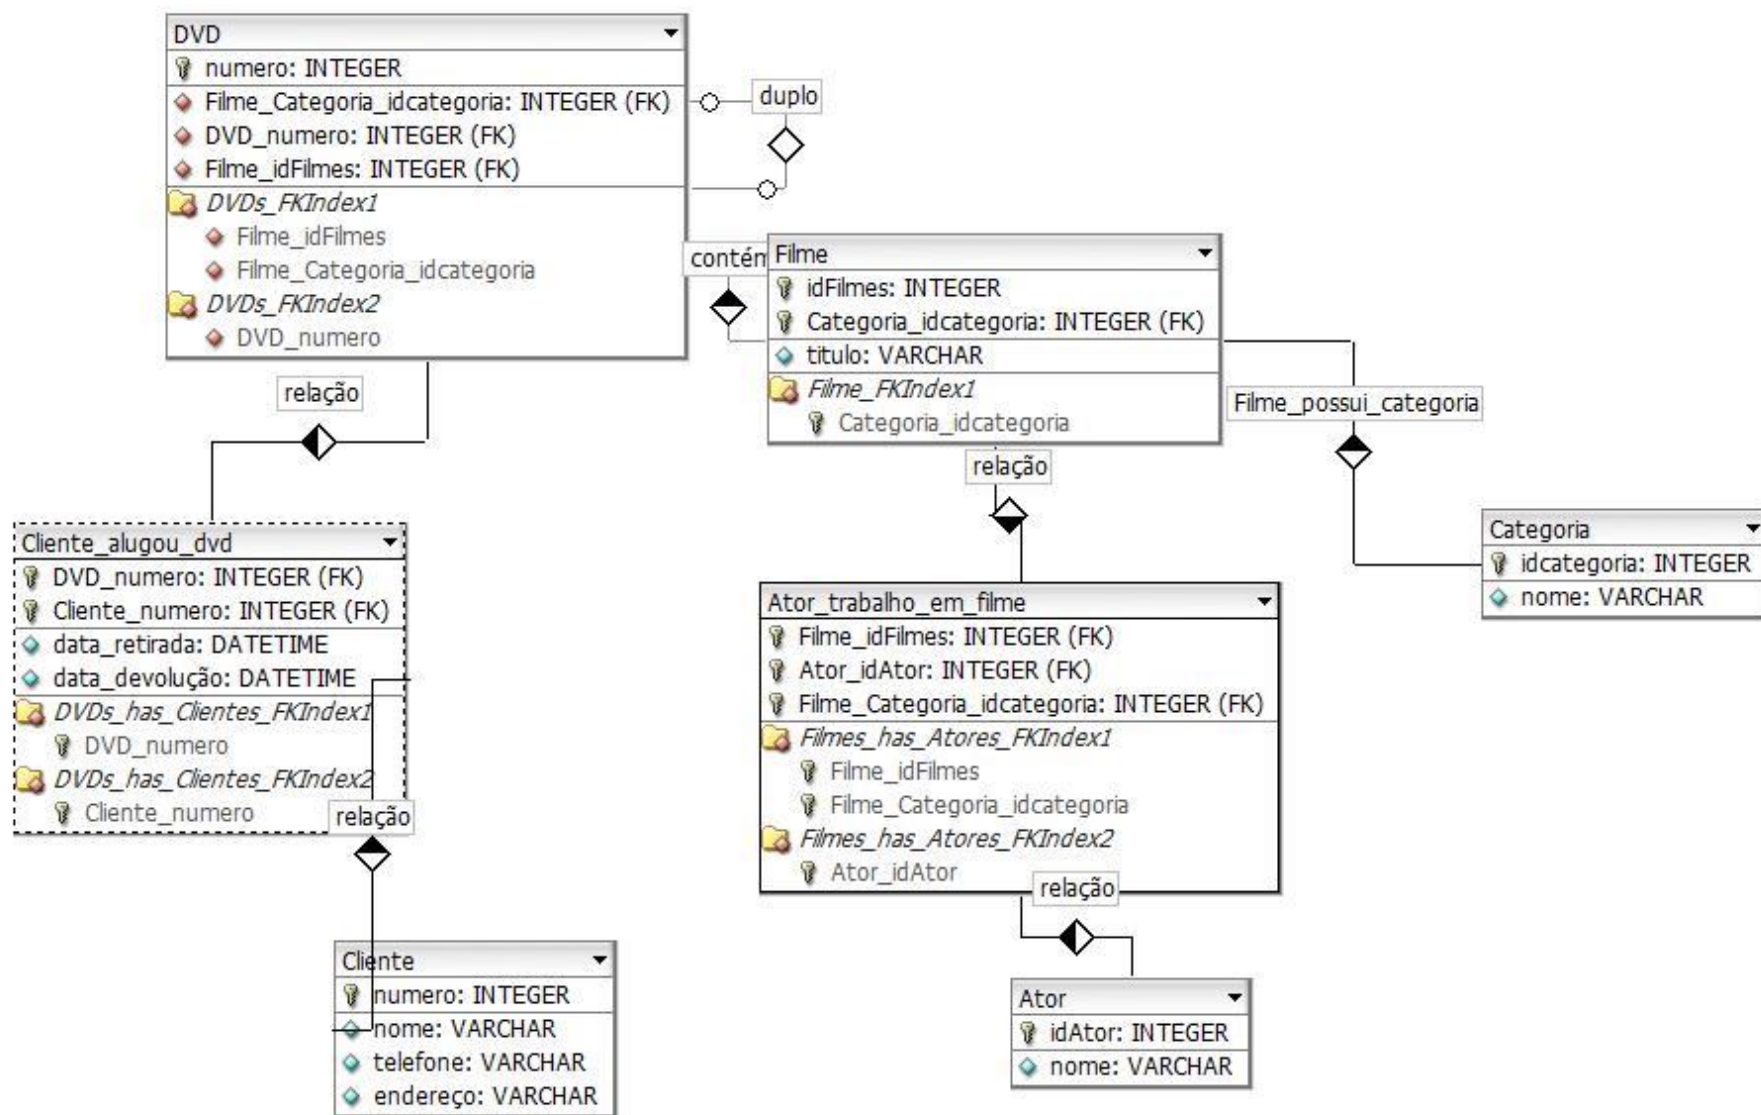 DVD
numero: INTEGER
Filme_Categoria_idcategoria: INTEGER (FK)
DVD_numero: INTEGER (FK)
Filme_idFilmes: INTEGER (FK)
DVDs_FKIndex1
Filme_idFilmes
Filme_Categoria_idcategoria
DVDs_FKIndex2
DVD_numero
duplo
contém
Filme
idFilmes: INTEGER
Categoria_idcategoria: INTEGER (FK)
titulo: VARCHAR
Filme_FKIndex1
Categoria_idcategoria
relação
Filme_possui_categoria
relação
Categoria
idcategoria: INTEGER
nome: VARCHAR
Cliente_alugou_dvd
DVD_numero: INTEGER (FK)
Cliente_numero: INTEGER (FK)
data_retirada: DATETIME
data_devolução: DATETIME
DVDs_has_Clientes_FKIndex1
DVD_numero
DVDs_has_Clientes_FKIndex2
Cliente_numero
relação
Ator_trabalho_em_filme
Filme_idFilmes: INTEGER (FK)
Ator_idAtor: INTEGER (FK)
Filme_Categoria_idcategoria: INTEGER (FK)
Filmes_has_Atores_FKIndex1
Filme_idFilmes
Filme_Categoria_idcategoria
Filmes_has_Atores_FKIndex2
Ator_idAtor
relação
Cliente
numero: INTEGER
nome: VARCHAR
telefone: VARCHAR
endereço: VARCHAR
Ator
idAtor: INTEGER
nome: VARCHAR